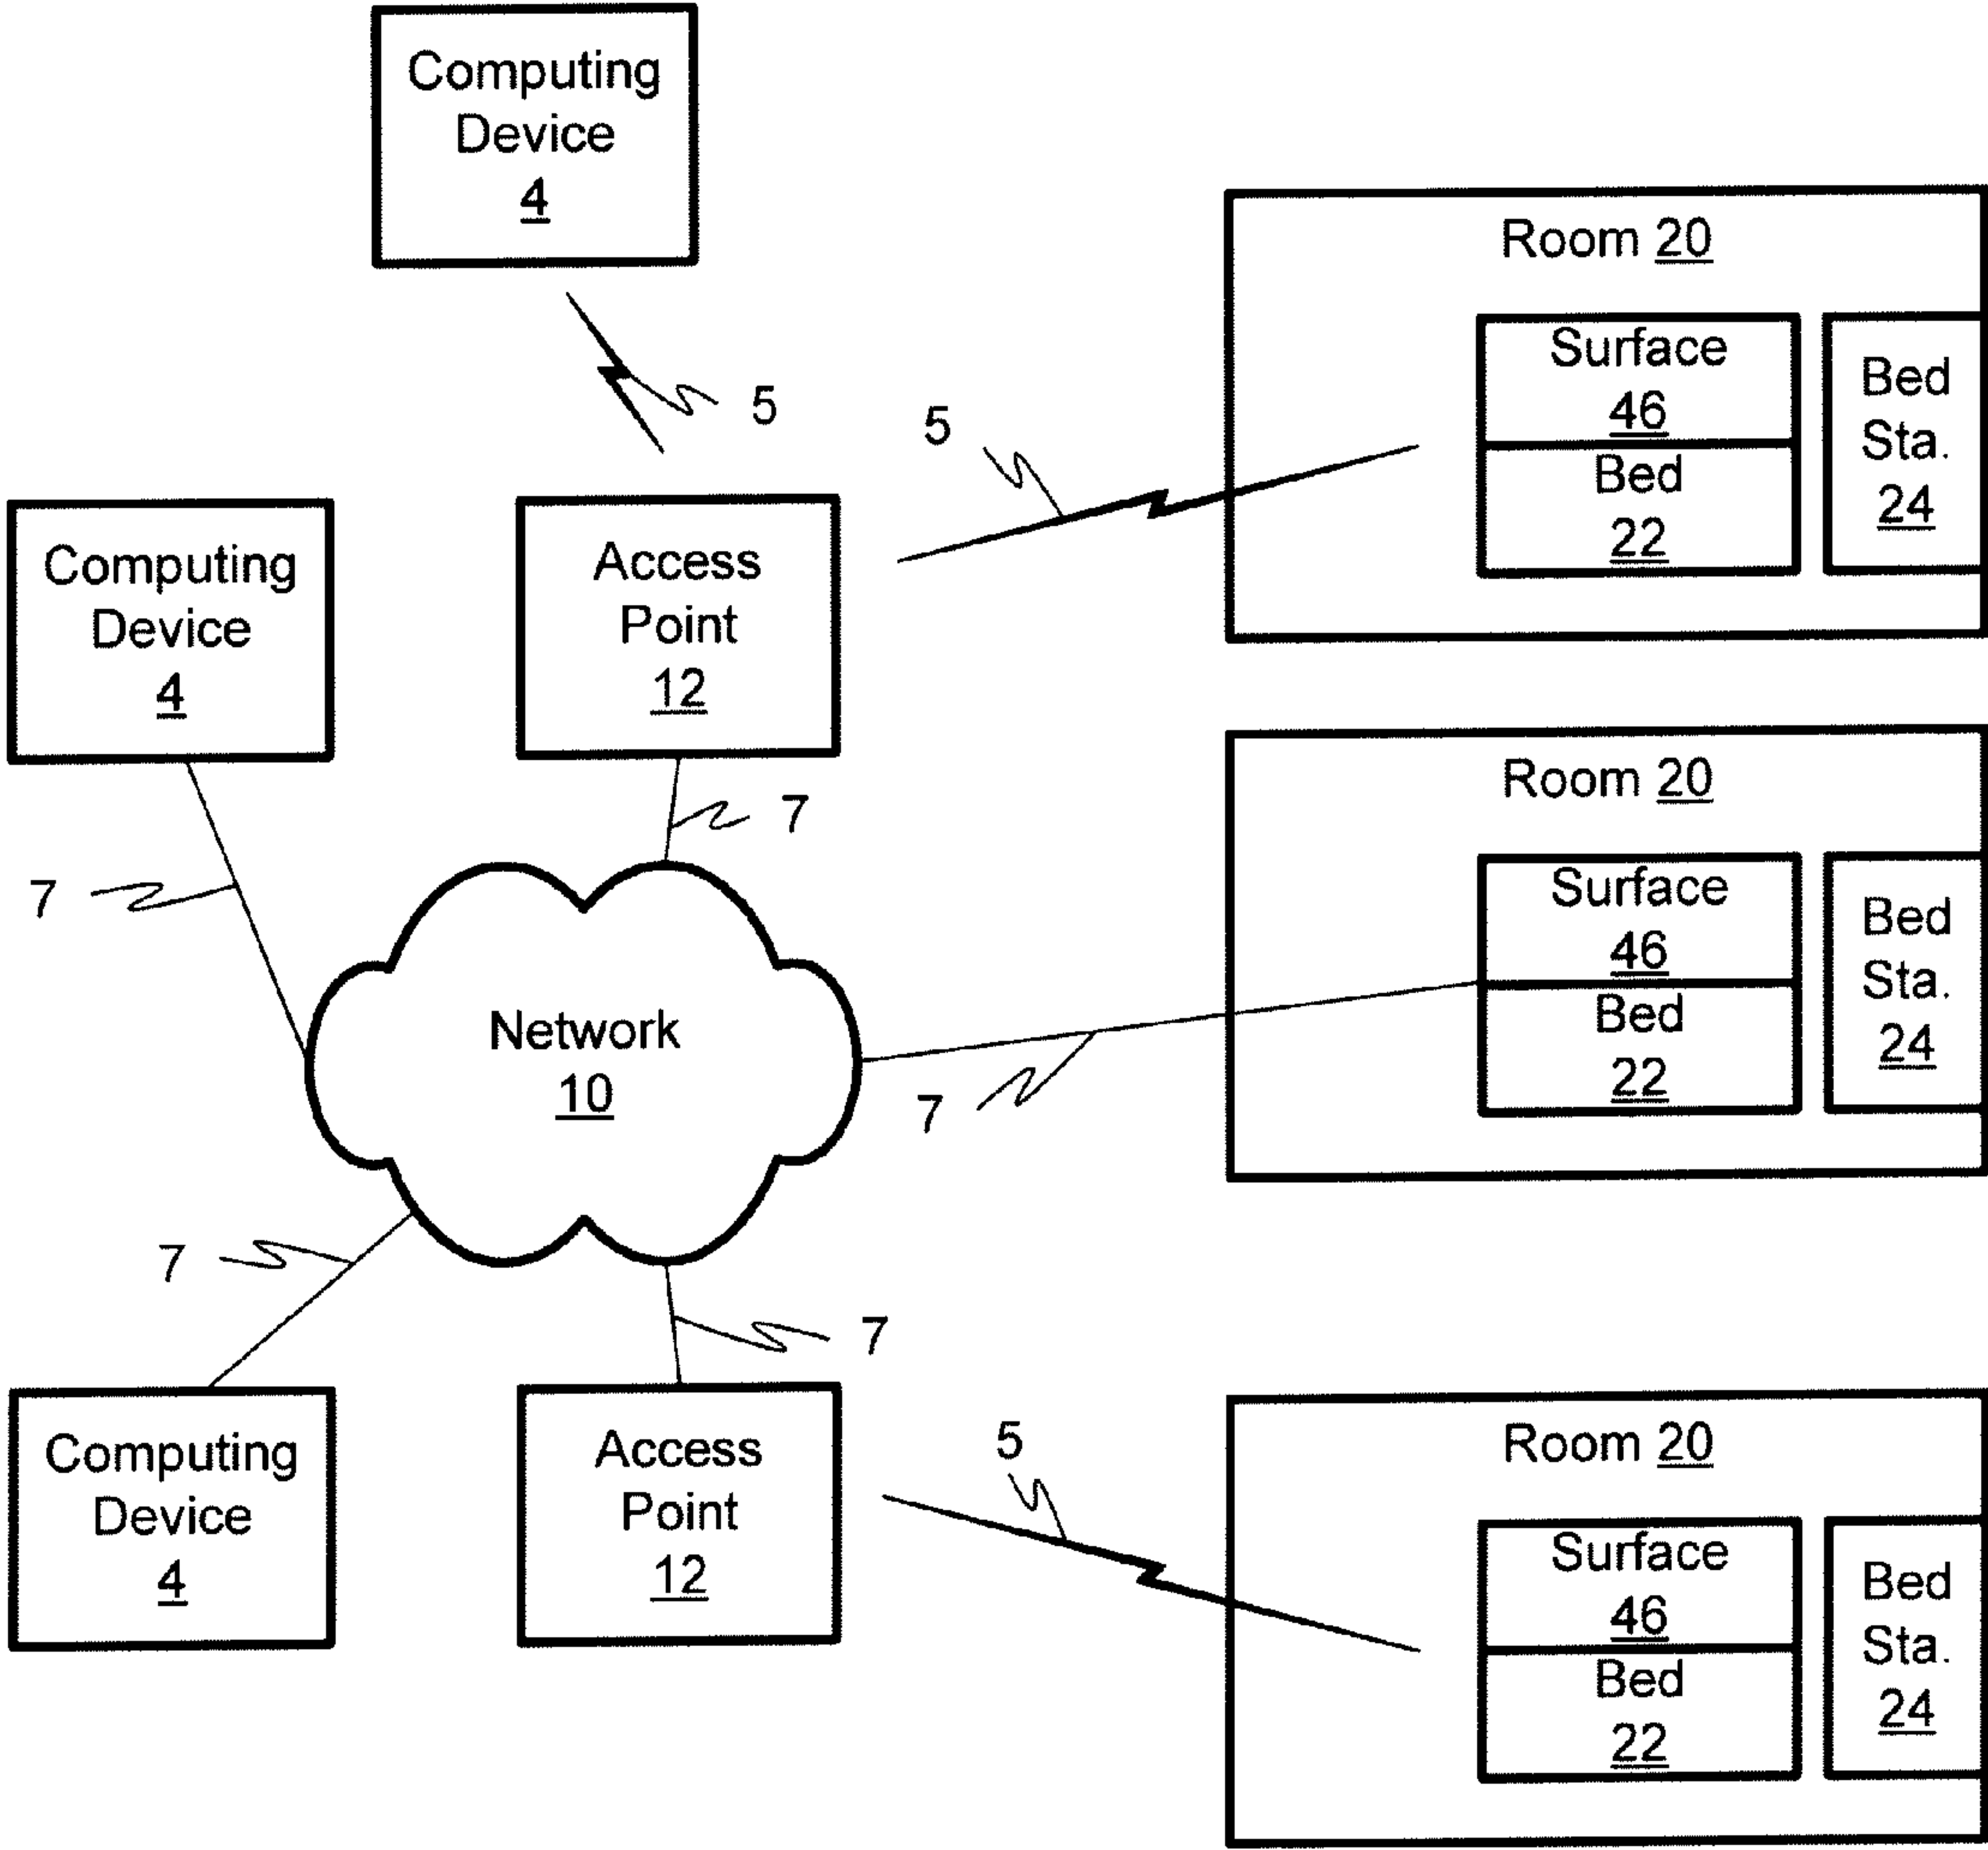 Computing
Device
4
5
5
Room 20
Surface
46
Bed
22
Bed
Sta.
24
Computing
Device
4
Access
Point
12
7
7
Room 20
Surface
46
Bed
22
Bed
Sta.
24
Network
10
7
7
7
Computing
Device
4
Access
Point
12
5
Room 20
Surface
46
Bed
22
Bed
Sta.
24